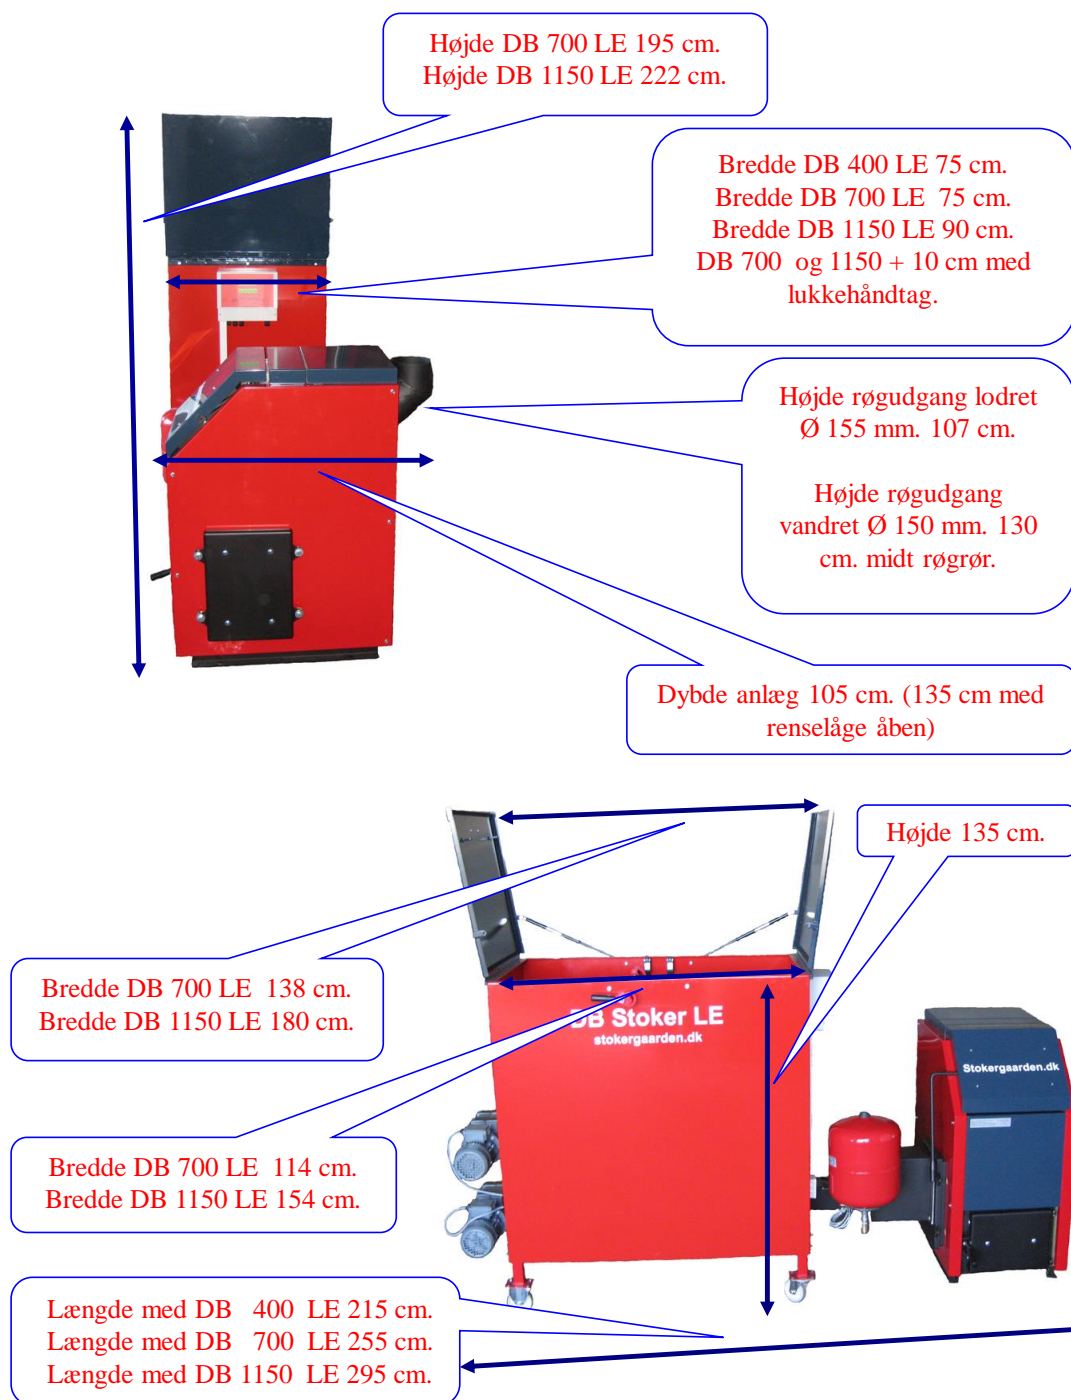 Højde DB 700 LE 195 cm.
Højde DB 1150 LE 222 cm.
Bredde DB 400 LE 75 cm.
Bredde DB 700 LE 75 cm.
Bredde DB 1150 LE 90 cm.
DB 700 og 1150 + 10 cm med
lukkehåndtag.
Højde røgudgang lodret
Ø 155 mm. 107 cm.
Højde røgudgang
vandret Ø 150 mm. 130
cm. midt røgrør.
Dybde anlæg 105 cm. (135 cm med
renselåge åben)
Højde 135 cm.
Bredde DB 700 LE 138 cm.
Bredde DB 1150 LE 180 cm.
DB Stoker LE
stokergaarden.dk
Stokergaarden.dk
Bredde DB 700 LE 114 cm.
Bredde DB 1150 LE 154 cm.
Længde med DB 400 LE 215 cm.
Længde med DB 700 LE 255 cm.
Længde med DB 1150 LE 295 cm.